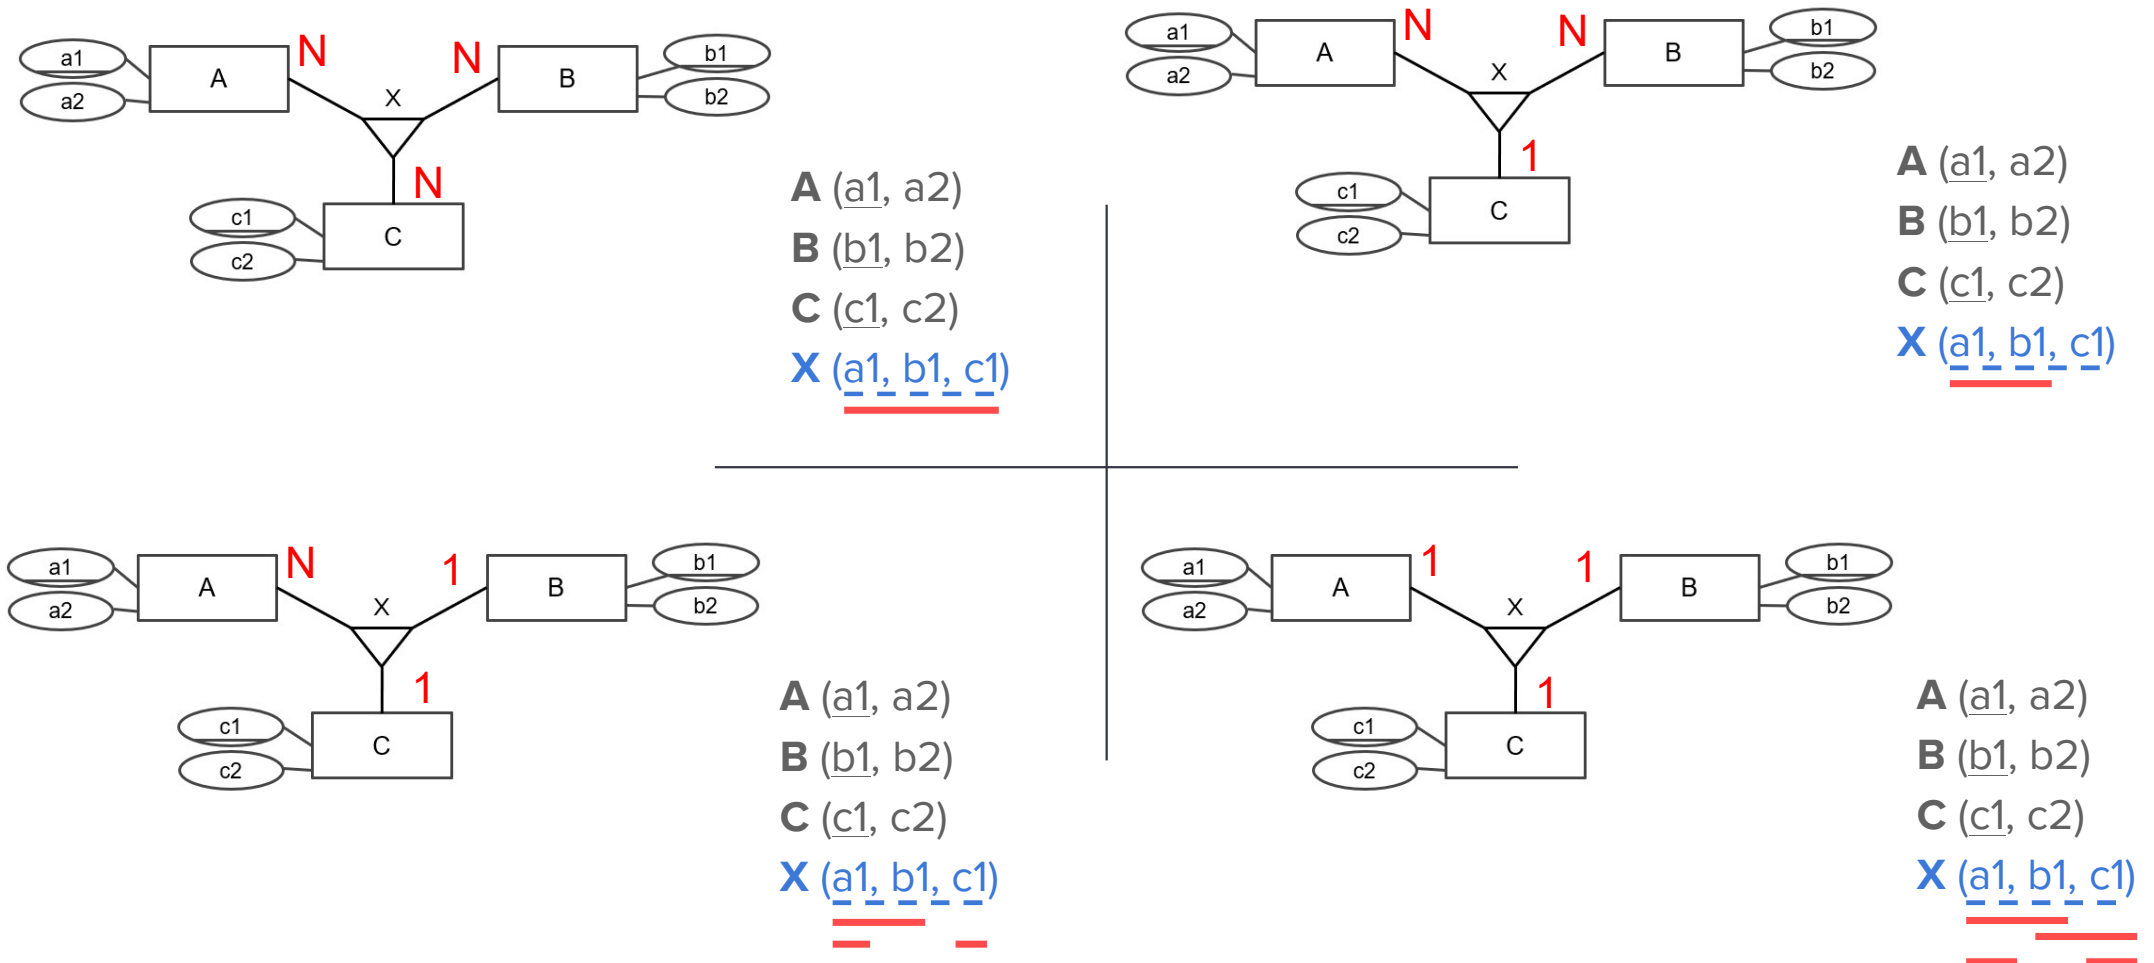 N
N
a1
a2
A
B
b1
b2
X
N
c1
c2
C
A (a1, a2)
B (b1, b2)
C (c1, c2)
X (a1, b1, c1)
N
N
a1
a2
A
B
b1
b2
X
1
c1
c2
C
A (a1, a2)
B (b1, b2)
C (c1, c2)
X (a1, b1, c1)
N
1
a1
a2
A
B
b1
b2
X
1
c1
c2
C
A (a1, a2)
B (b1, b2)
C (c1, c2)
X (a1, b1, c1)
1
1
a1
a2
A
B
b1
b2
X
1
c1
c2
C
A (a1, a2)
B (b1, b2)
C (c1, c2)
X (a1, b1, c1)